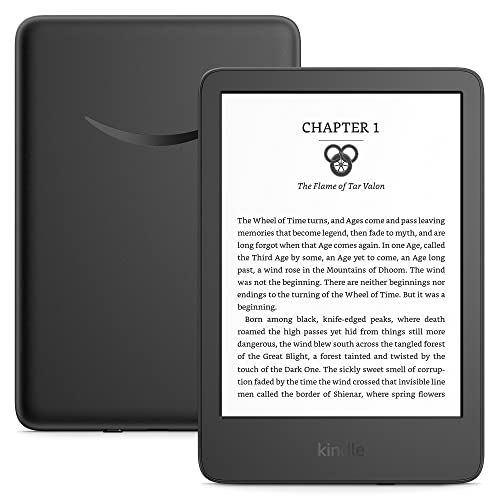 CHAPTER 1
The Flame of Tar Valon
The Wheel of Time turns, and Ages come and pass leaving
memories that become legend, then fade to myth, and are
long forgot when that Age comes again. In one Age, called
the Third Age by some, an Age yet to come, an Age long
past, a wind rose in the Mountains of Dhoom. The wind
was not the beginning. There are neither beginnings nor
endings to the turning of the Wheel of Time. But it was a
beginning.
Born among black, knife-edged peaks, where death
roamed the high passes yet hid from things still more
dangerous, the wind blew south across the tangled forest
of the Great Blight, a forest tainted and twisted by the
touch of the Dark One. The sickly sweet smell of corrup-
tion faded by the time the wind crossed that invisible line
men called the border of Shienar, where spring flowers
kindle